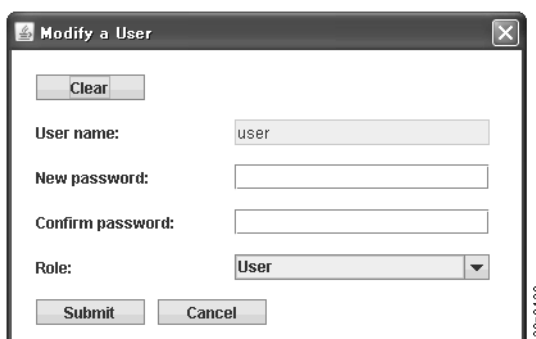 Modify a User
Clear
User name: user
New password:
Confirm password:
Role: User
Submit Cancel